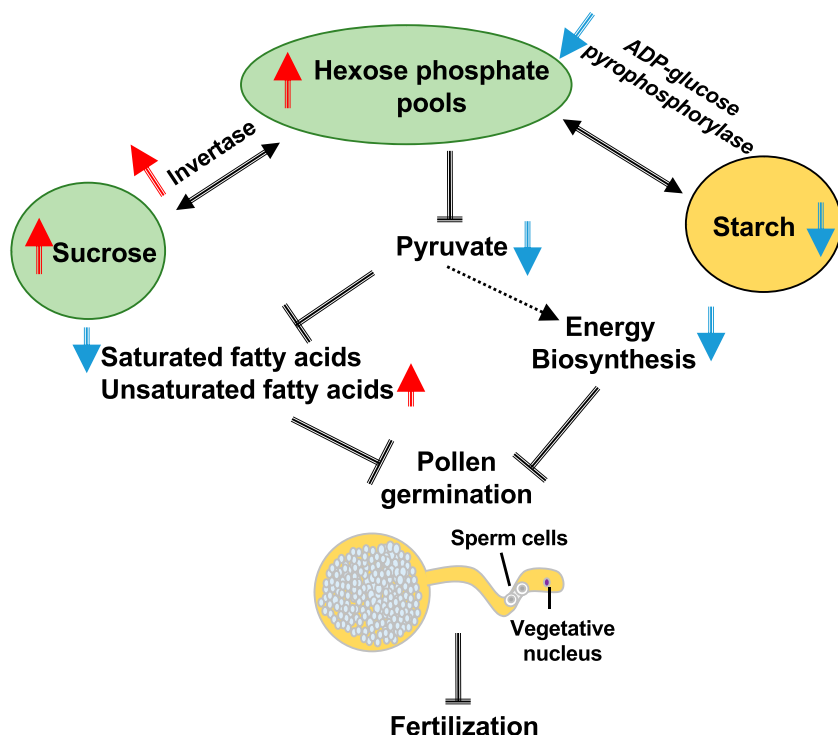 Hexose phosphate
pools
ADP-glucose
pyrophosphorylase
Invertase
Sucrose
Starch
Pyruvate
Energy
Biosynthesis
Saturated fatty acids
Unsaturated fatty acids
Pollen
germination
Sperm cells
Vegetative
nucleus
Fertilization